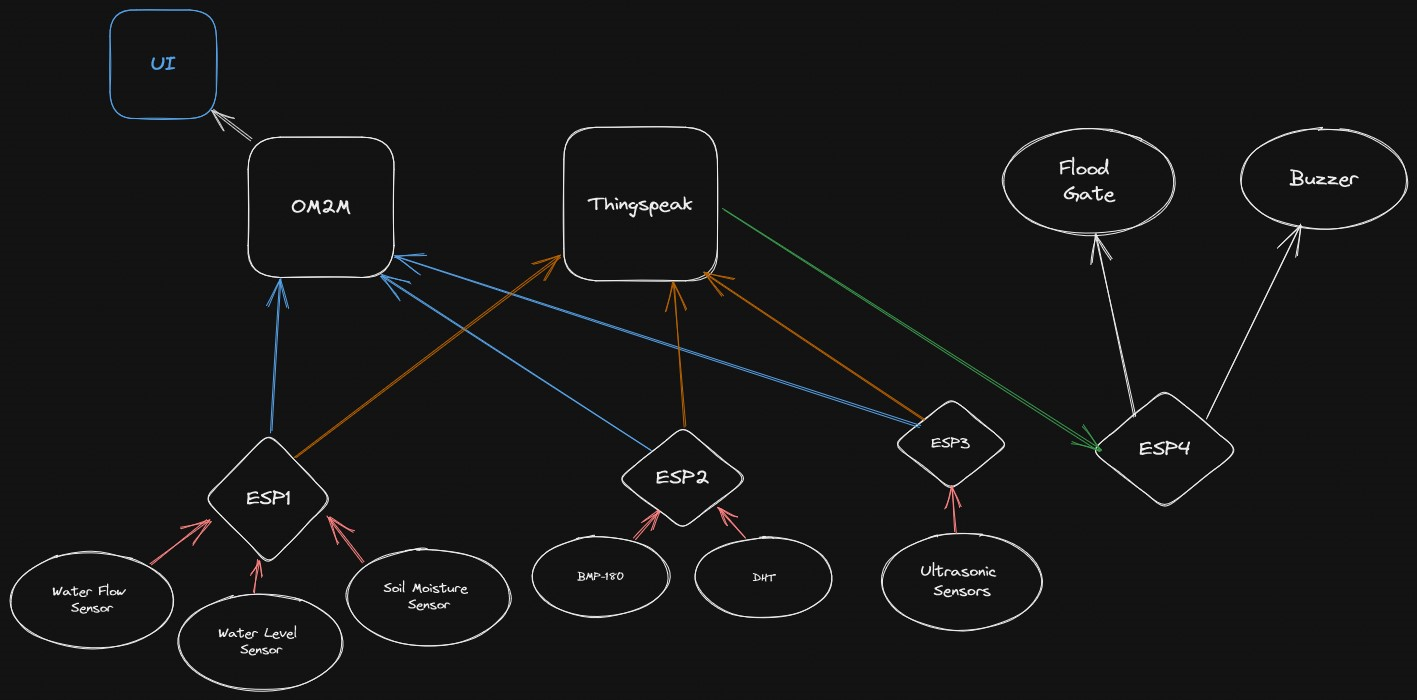 UI
OM2M
Thingspeak
Flood
Gate
Buzzer
ESP1
ESP2
ESP3
ESP4
Water Flow
Sensor
Water Level
Sensor
Soil Moisture
Sensor
BMP-180
DHT
Ultrasonic
Sensors